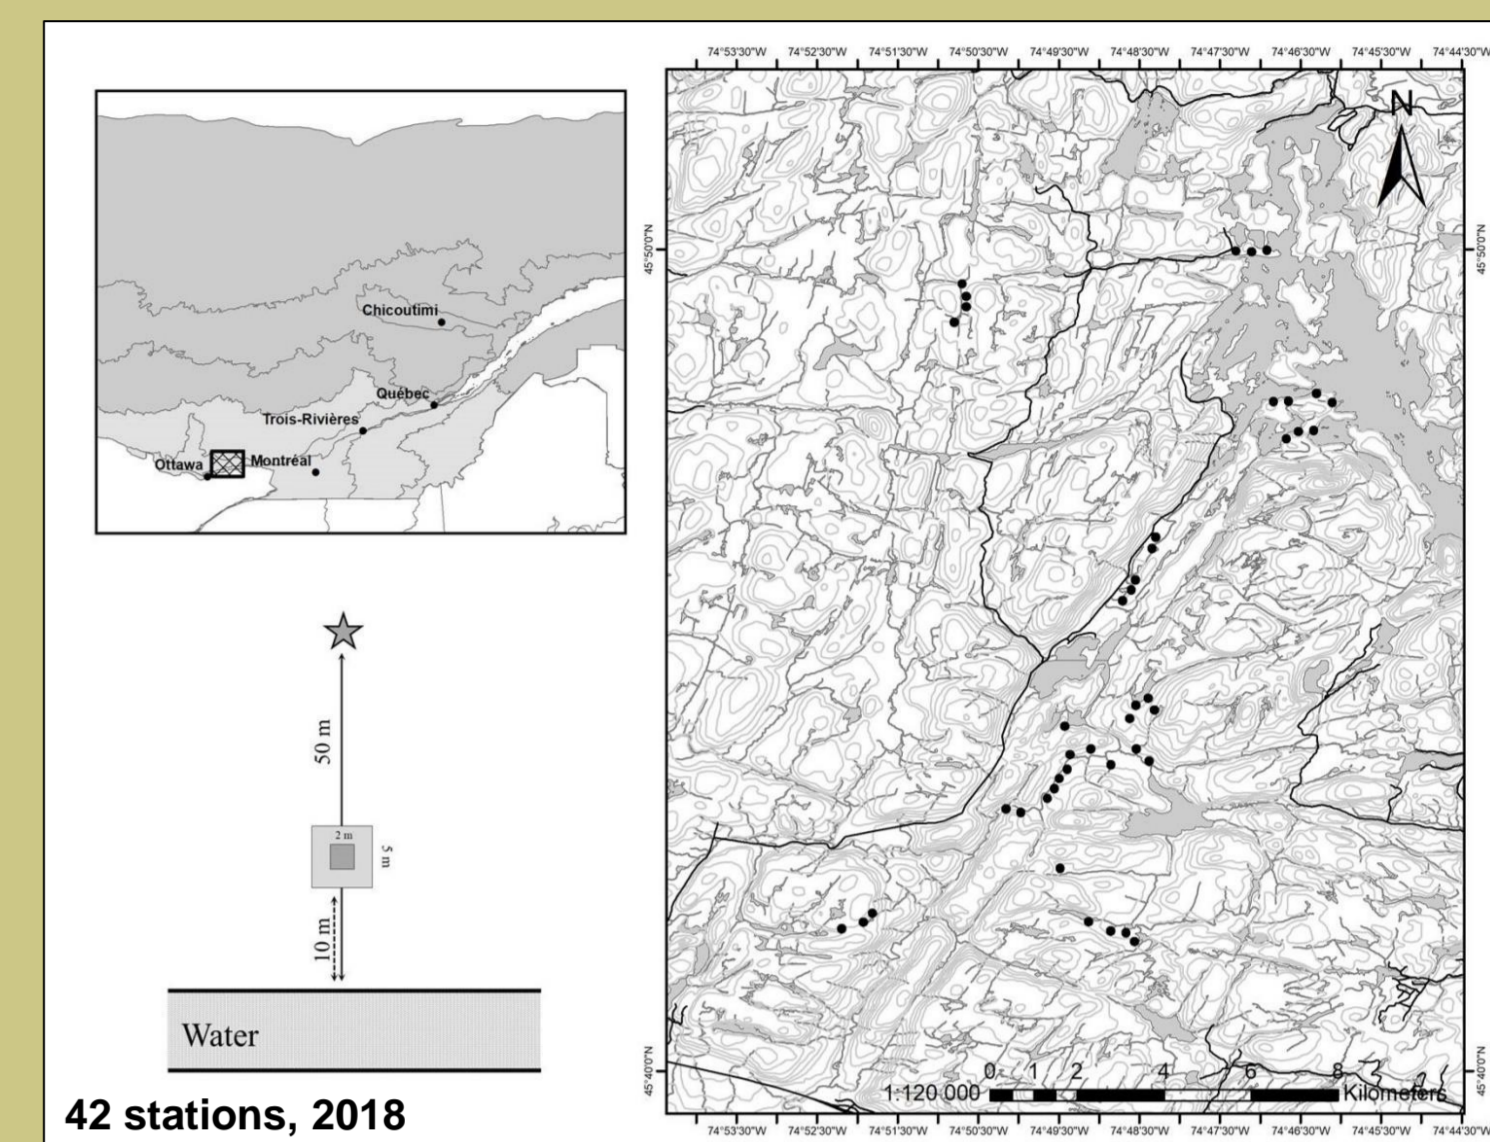 74°53'30"W 74°52'30"W 74°51'30"W 74°50'30"W 74°49'30"W 74°48'30"W 74°47'30"W 74°46'30"W 74°45'30"W 74°44'30"W
N
45°50'0"N 45°50'0"N
Chicoutimi
Québec
Trois-Rivières
Ottawa Montréal
50 m
2 m
5 m
10 m
Water
45°40'0"N 45°40'0"N
0 1 2 4 6 8
1:120 000 Kilometers
42 stations, 2018
74°53'30"W 74°52'30"W 74°51'30"W 74°50'30"W 74°49'30"W 74°48'30"W 74°47'30"W 74°46'30"W 74°45'30"W 74°44'30"W